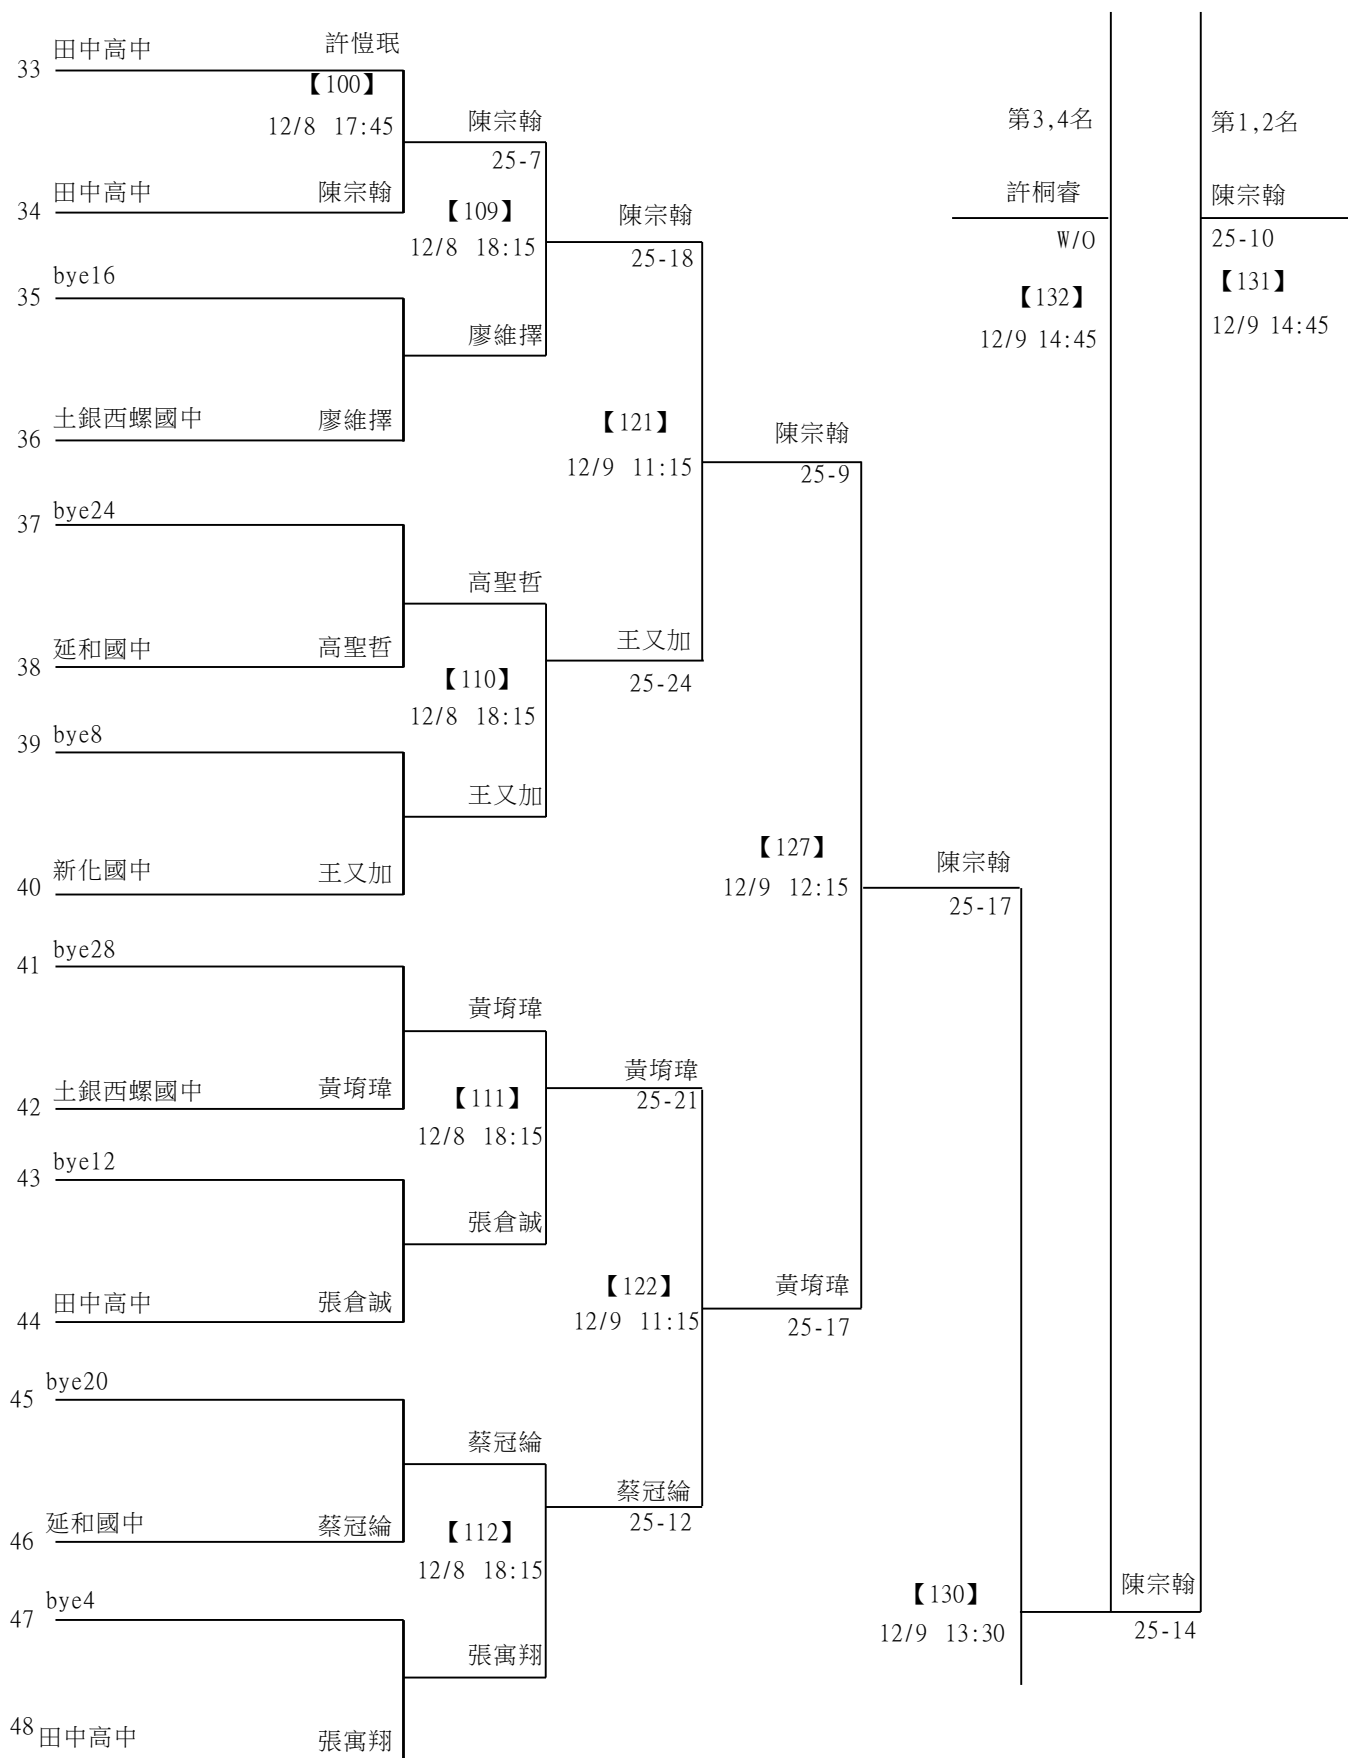 田中高中 許愷珉
33
【100】
12/8 17:45
陳宗翰
25-7
田中高中 陳宗翰
34
【109】
12/8 18:15
陳宗翰
25-18
bye16
35
廖維擇
土銀西螺國中 廖維擇
36
【121】
12/9 11:15
陳宗翰
25-9
bye24
37
高聖哲
延和國中 高聖哲
38
【110】
12/8 18:15
王又加
25-24
bye8
39
王又加
新化國中 王又加
40
【127】
12/9 12:15
陳宗翰
25-17
bye28
41
黃堉瑋
土銀西螺國中 黃堉瑋
42
【111】
12/8 18:15
黃堉瑋
25-21
bye12
43
張倉誠
田中高中 張倉誠
44
【122】
12/9 11:15
黃堉瑋
25-17
bye20
45
蔡冠綸
延和國中 蔡冠綸
46
【112】
12/8 18:15
蔡冠綸
25-12
bye4
47
張寓翔
48 田中高中 張寓翔
【130】
12/9 13:30
陳宗翰
25-14
第3,4名
許桐睿
W/O
【132】
12/9 14:45
第1,2名
陳宗翰
25-10
【131】
12/9 14:45